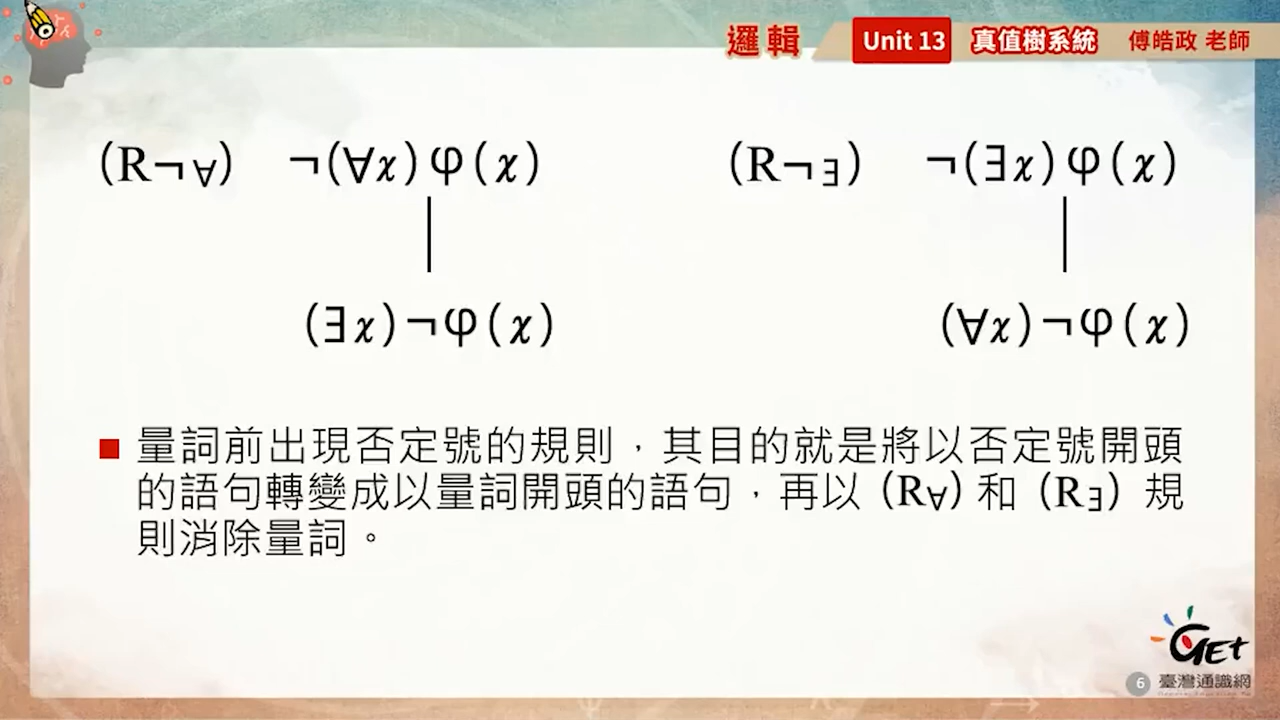 邏輯 Unit 13 真值樹系統 傅皓政 老師
(R¬∀) ¬(∀x)φ(x) (R¬∃) ¬(∃x)φ(x)
(∃x)¬φ(x) (∀x)¬φ(x)
量詞前出現否定號的規則，其目的就是將以否定號開頭
的語句轉變成以量詞開頭的語句，再以 (R∀) 和 (R∃) 規
則消除量詞。
GEt
6 臺灣通識網